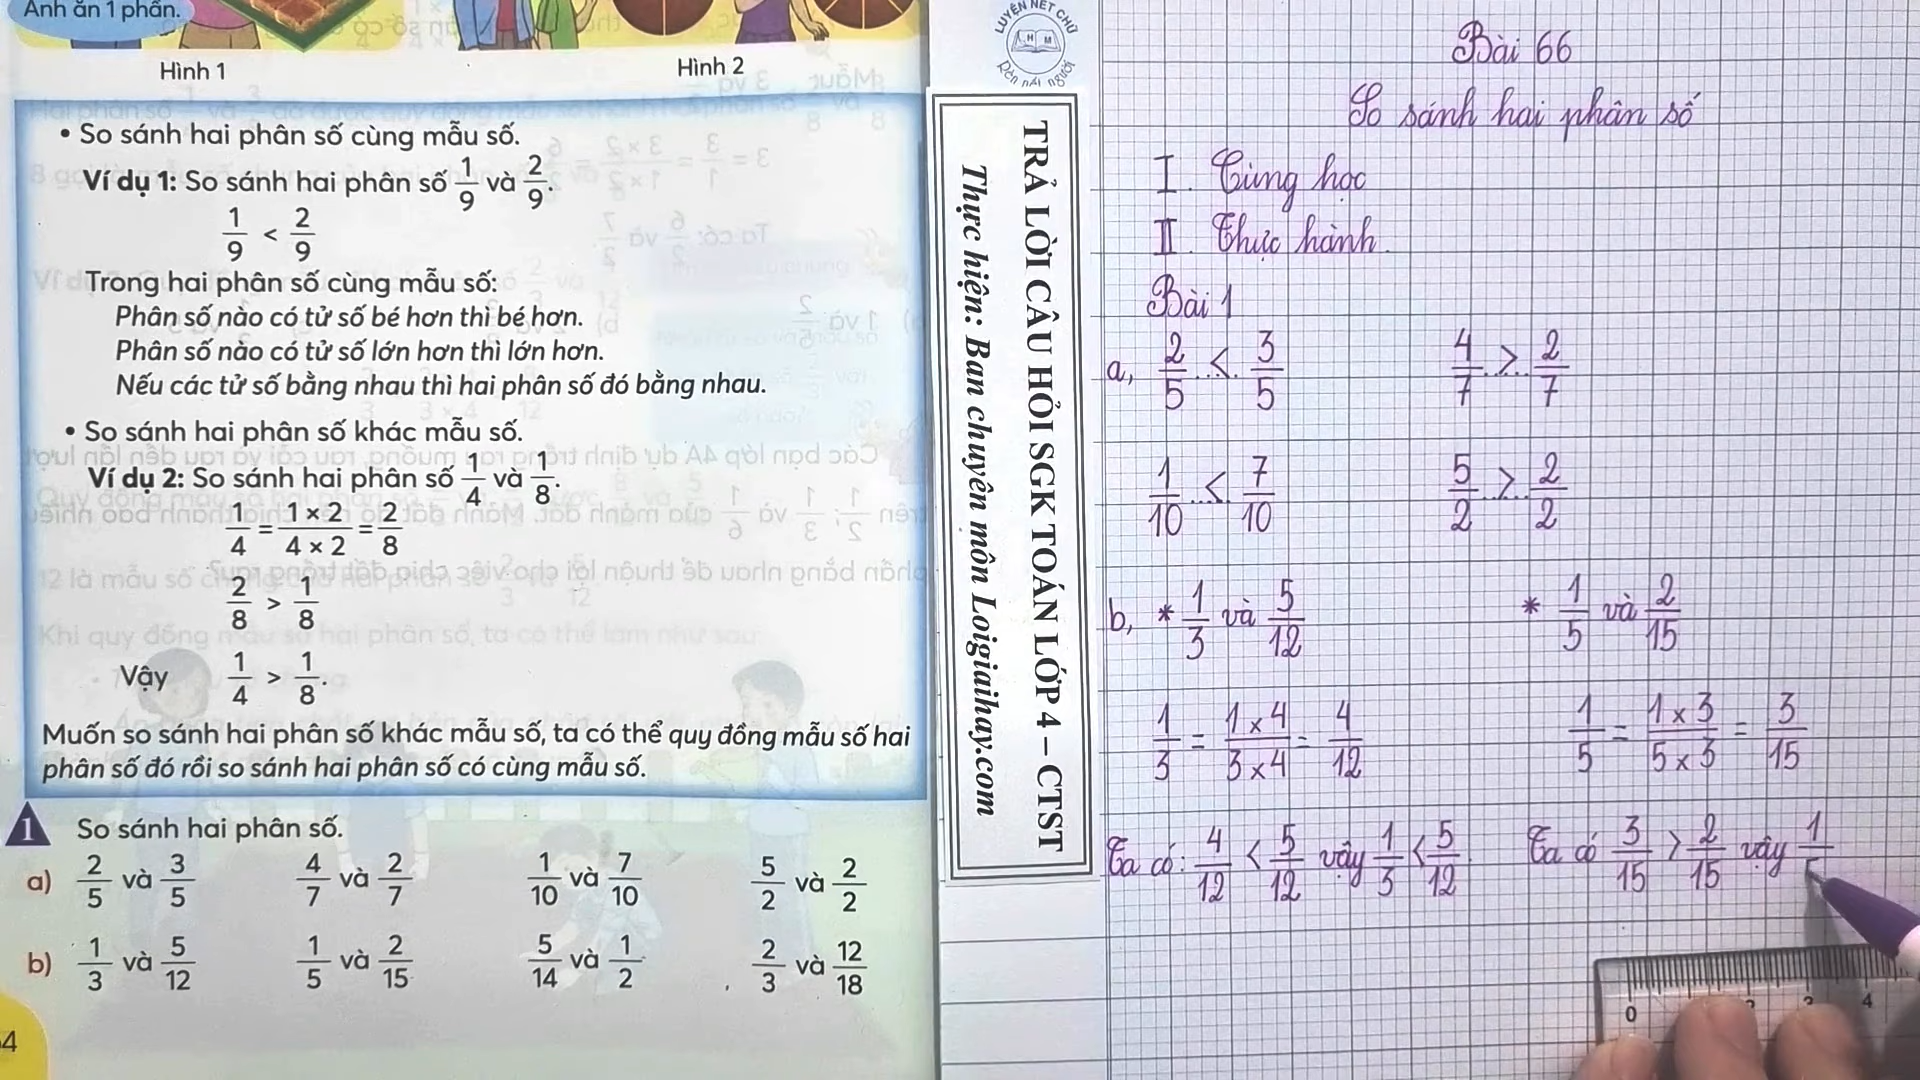 Anh ăn 1 phần.
Hình 1
Hình 2
• So sánh hai phân số cùng mẫu số.
Ví dụ 1: So sánh hai phân số 1/9 và 2/9.
1/9 < 2/9
Trong hai phân số cùng mẫu số:
Phân số nào có tử số bé hơn thì bé hơn.
Phân số nào có tử số lớn hơn thì lớn hơn.
Nếu các tử số bằng nhau thì hai phân số đó bằng nhau.
• So sánh hai phân số khác mẫu số.
Ví dụ 2: So sánh hai phân số 1/4 và 1/8.
1/4 = 1 × 2/4 × 2 = 2/8
2/8 > 1/8
Vậy 1/4 > 1/8.
Muốn so sánh hai phân số khác mẫu số, ta có thể quy đồng mẫu số hai
phân số đó rồi so sánh hai phân số có cùng mẫu số.
1 So sánh hai phân số.
a) 2/5 và 3/5 4/7 và 2/7 1/10 và 7/10 5/2 và 2/2
b) 1/3 và 5/12 1/5 và 2/15 5/14 và 1/2 2/3 và 12/18
4
LUYỆN NÉT CHỮ
HM
Rèn nết người
TRẢ LỜI CÂU HỎI SGK TOÁN LỚP 4 – CTST
Thực hiện: Ban chuyên môn Loigiaihay.com
Bài 66
So sánh hai phân số
I. Cùng học
II. Thực hành.
Bài 1
a, 2/5 ..<.. 3/5 4/7 ..>.. 2/7
1/10 ..<.. 7/10 5/2 ..>.. 2/2
b, * 1/3 và 5/12 * 1/5 và 2/15
1/3 = 1 × 4/3 × 4 = 4/12 1/5 = 1 × 3/5 × 3 = 3/15
Ta có: 4/12 < 5/12 vậy 1/3 < 5/12. Ta có 3/15 > 2/15 vậy 1/5
0 2 3 4